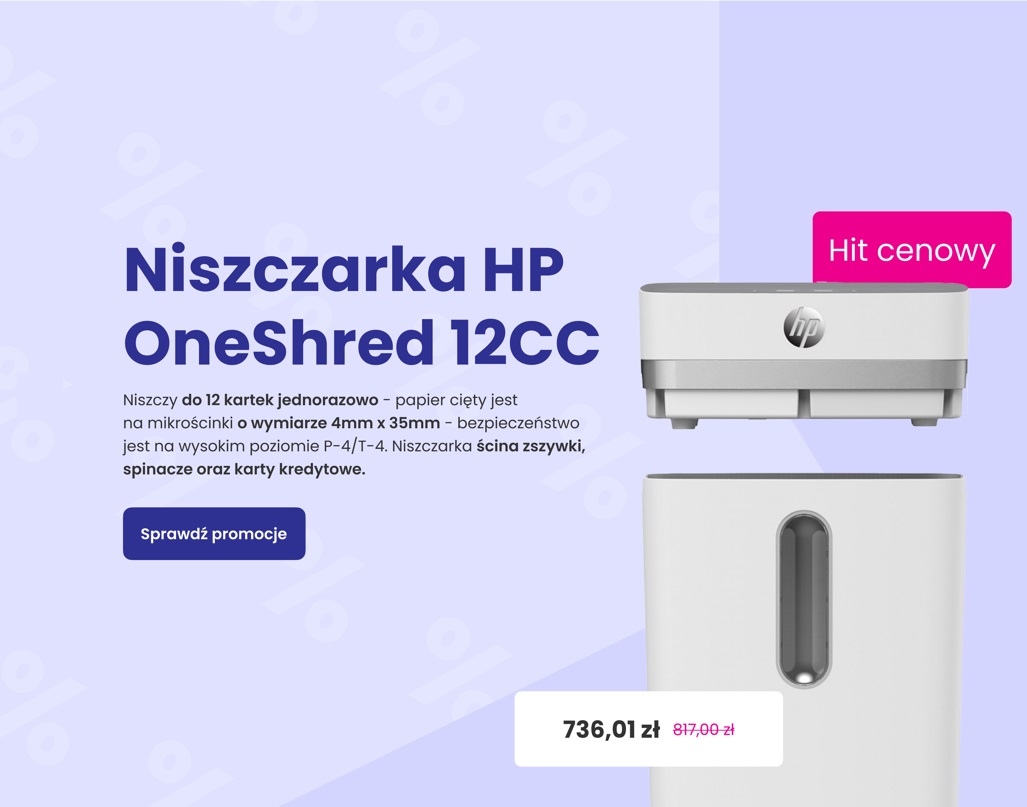 Hit cenowy
Niszczarka HP
OneShred 12CC
hp
Niszczy do 12 kartek jednorazowo - papier cięty jest
na mikrościnki o wymiarze 4mm x 35mm - bezpieczeństwo
jest na wysokim poziomie P-4/T-4. Niszczarka ścina zszywki,
spinacze oraz karty kredytowe.
Sprawdź promocje
736,01 zł 817,00 zł